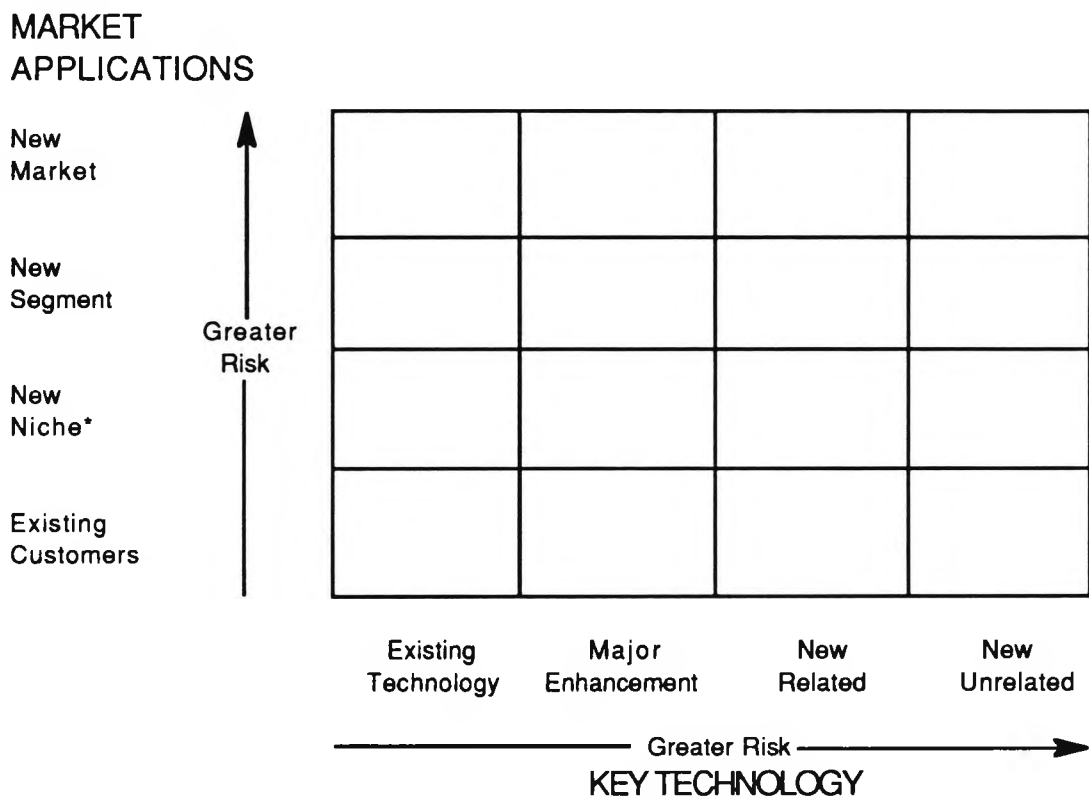 MARKET
APPLICATIONS
New
Market
New
Segment
Greater
Risk
New
Niche*
Existing
Customers
Existing
Technology
Major
Enhancement
New
Related
New
Unrelated
Greater Risk
KEY TECHNOLOGY